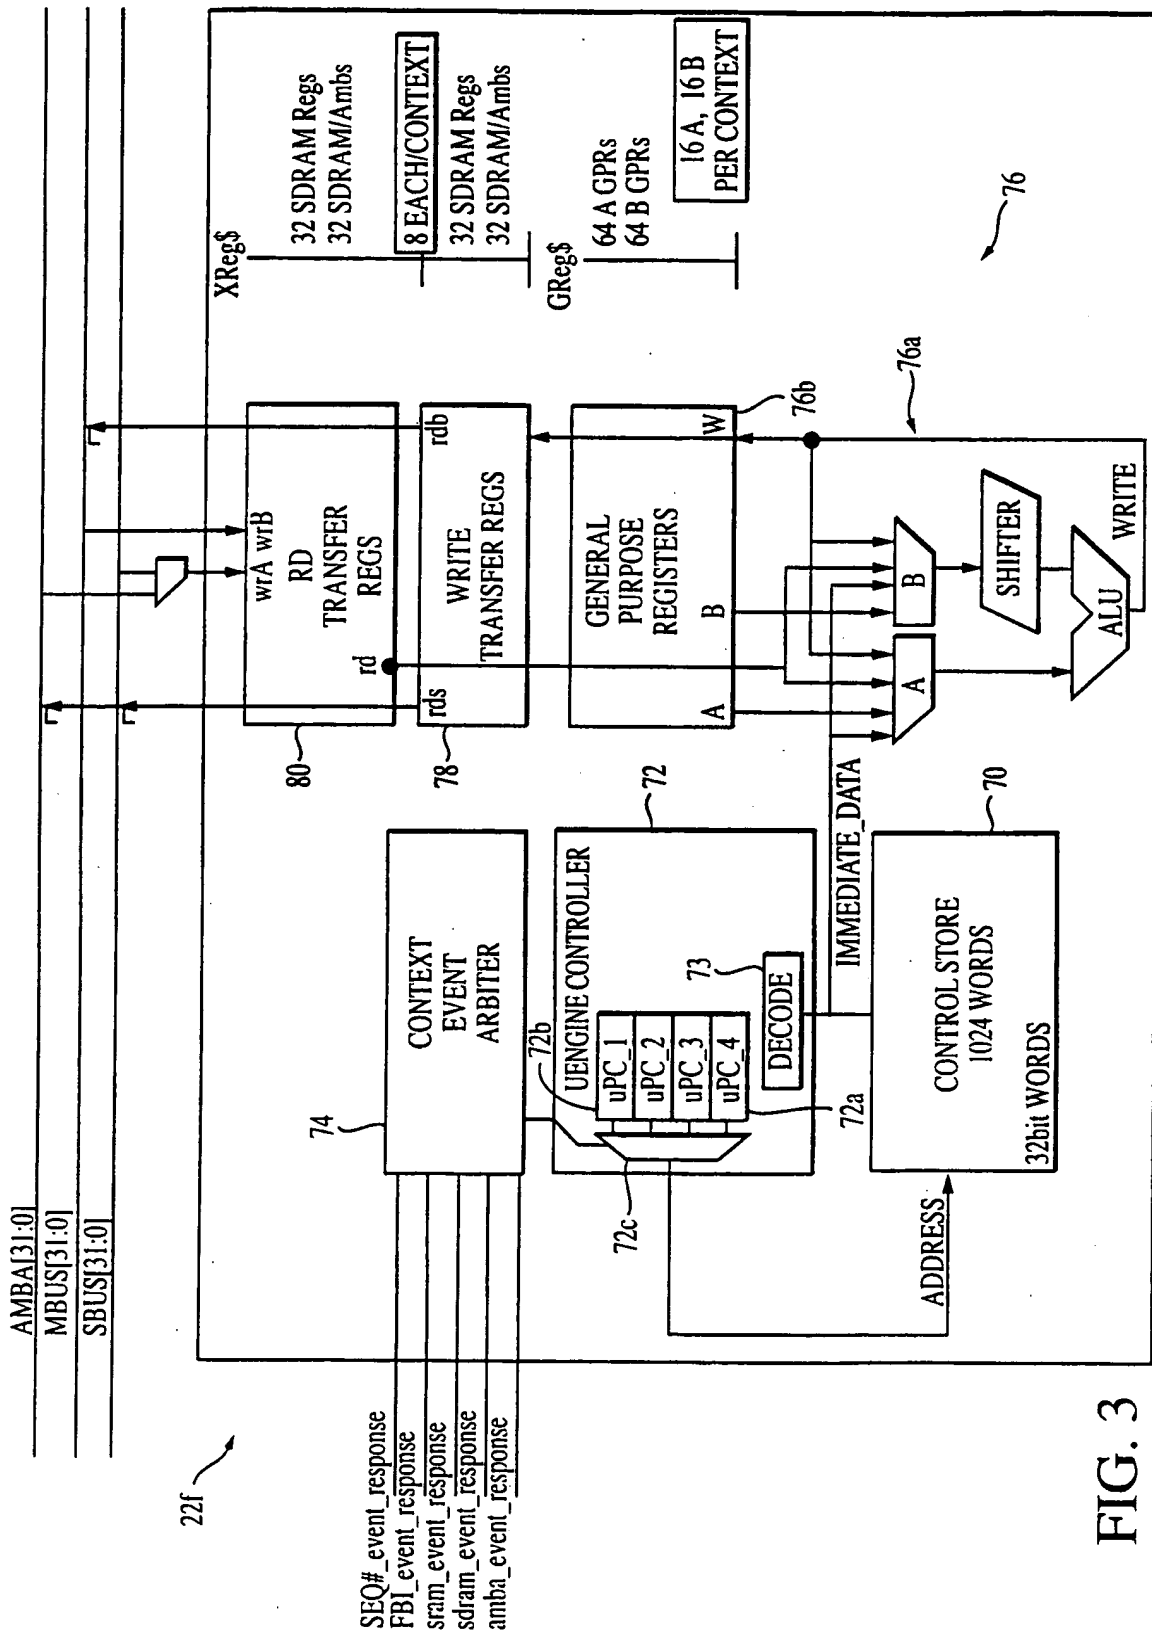 AMBA[31:0]
MBUS[31:0]
SBUS[31:0]
22f
SEQ#_event_response
FBI_event_response
sram_event_response
sdram_event_response
amba_event_response
74
CONTEXT
EVENT
ARBITER
72
UENGINE CONTROLLER
72b
uPC_1
uPC_2
uPC_3
uPC_4
72a
72c
73
DECODE
ADDRESS
IMMEDIATE_DATA
70
CONTROL STORE
1024 WORDS
32bit WORDS
80
wrA wrB
RD
TRANSFER
REGS
rd
78
rds
rdb
WRITE
TRANSFER REGS
GENERAL
PURPOSE
REGISTERS
A
B
W
76b
76a
A
B
SHIFTER
ALU
WRITE
XReg$
32 SDRAM Regs
32 SDRAM/Ambs
8 EACH/CONTEXT
32 SDRAM Regs
32 SDRAM/Ambs
GReg$
64 A GPRs
64 B GPRs
16 A, 16 B
PER CONTEXT
76
FIG. 3